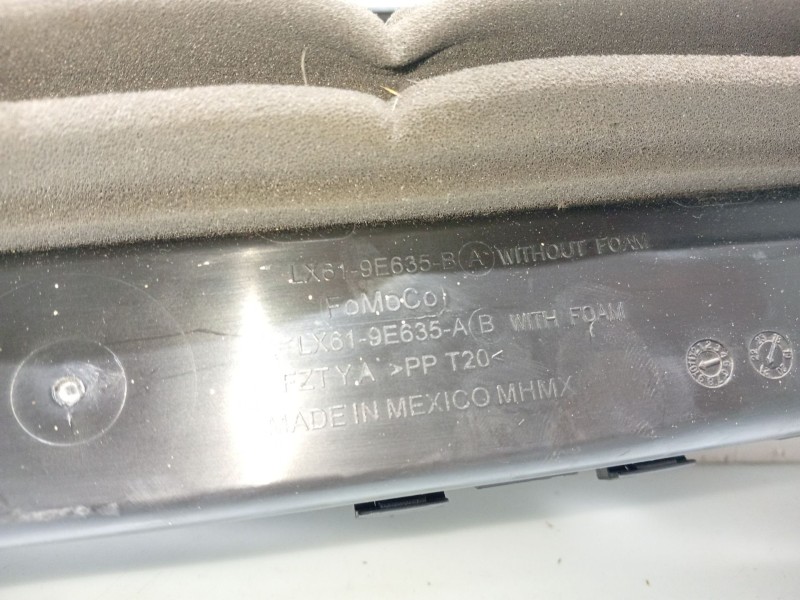 LX61-9E635-B A WITHOUT FOAM
FoMoCo
LX61-9E635-A B WITH FOAM
FZTYA >PP T20<
MADE IN MEXICO MHMX